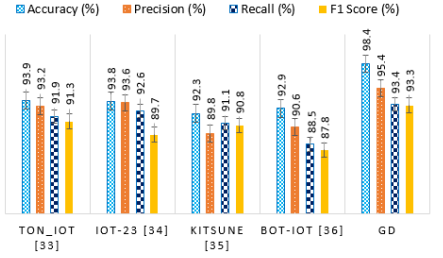 Accuracy (%) Precision (%) Recall (%) F1 Score (%)
93.9 93.2 91.9 91.3
93.8 93.6 92.6 89.7
92.3 89.8 91.1 90.8
92.9 90.6 88.5 87.8
98.4 95.4 93.4 93.3
TON_IOT [33]
IOT-23 [34]
KITSUNE [35]
BOT-IOT [36]
GD